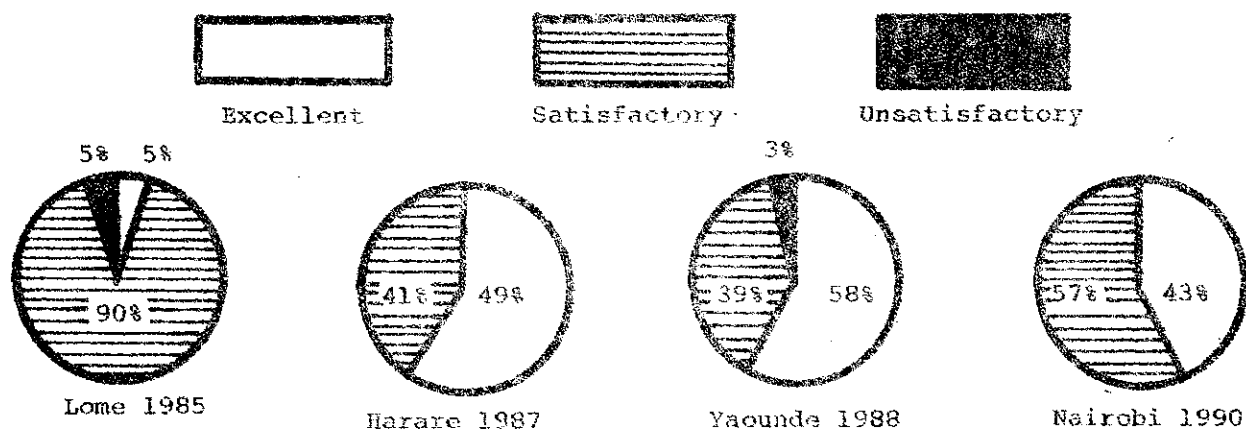 Excellent Satisfactory Unsatisfactory
5% 5% 3%
90% 41% 49% 39% 58% 57% 43%
Lome 1985 Harare 1987 Yaounde 1988 Nairobi 1990